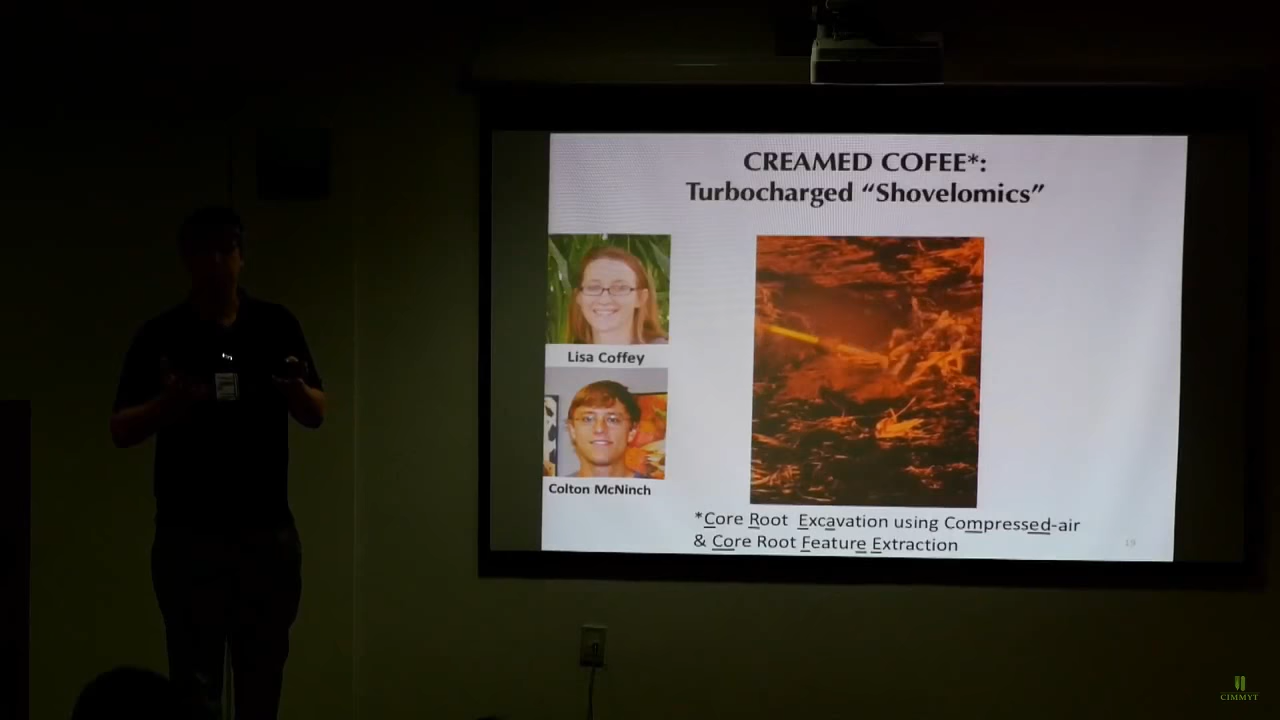 CREAMED COFEE*:
Turbocharged “Shovelomics”
Lisa Coffey
Colton McNinch
*Core Root Excavation using Compressed-air
& Core Root Feature Extraction
19
CIMMYT